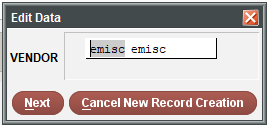 Edit Data
VENDOR emisc emisc
Next Cancel New Record Creation